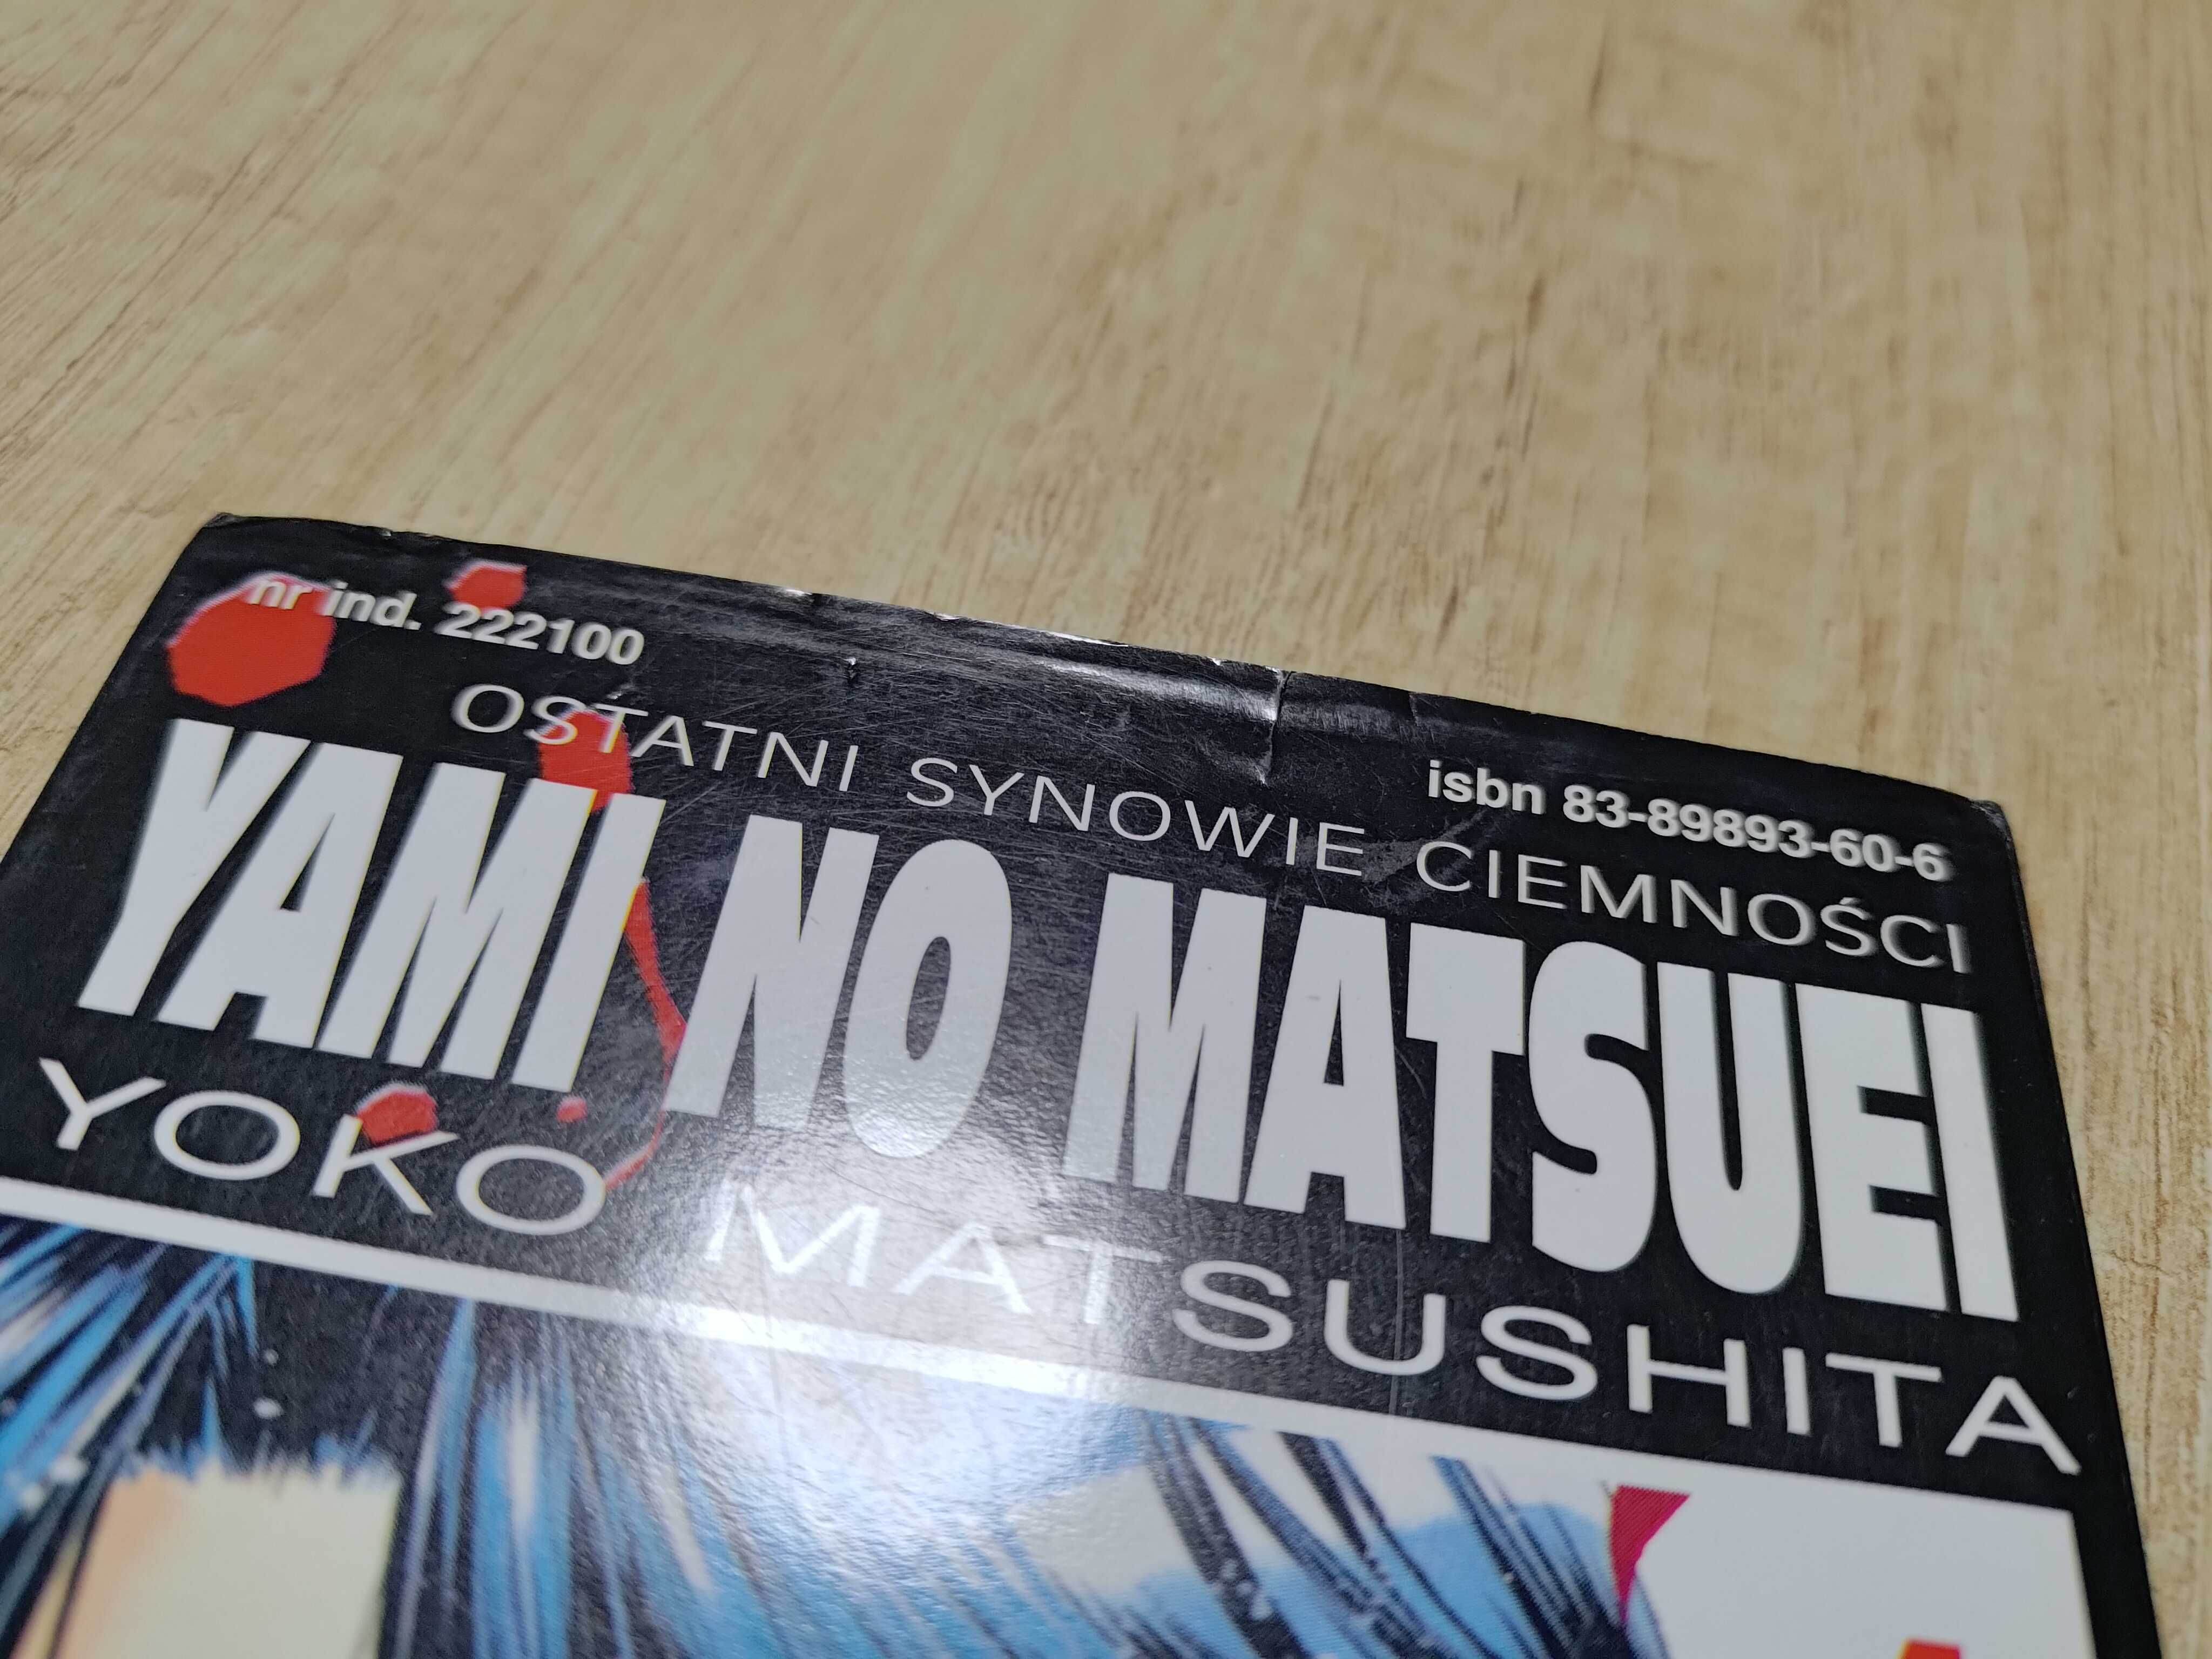 nr ind. 222100
isbn 83-89893-60-6
OSTATNI SYNOWIE CIEMNOŚCI
YAMI NO MATSUEI
YOKO MATSUSHITA